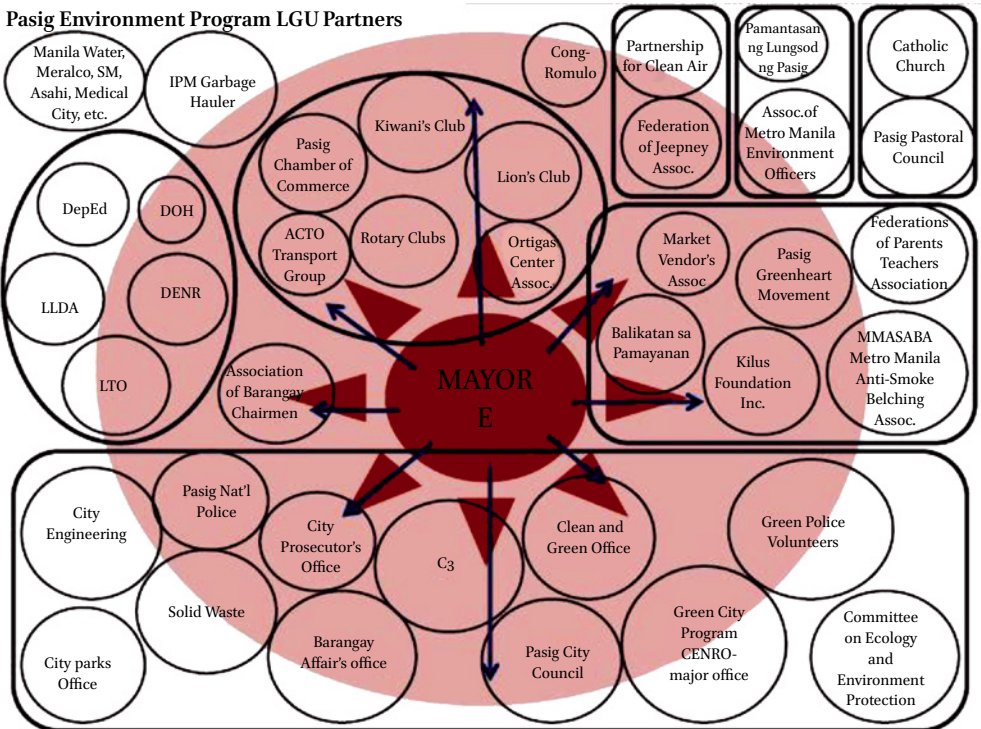 Pasig Environment Program LGU Partners
Manila Water,
Meralco, SM,
Asahi, Medical
City, etc.
IPM Garbage
Hauler
Cong-
Romulo
Partnership
for Clean Air
Federation
of Jeepney
Assoc.
Pamantasan
ng Lungsod
ng Pasig
Assoc.of
Metro Manila
Environment
Officers
Catholic
Church
Pasig Pastoral
Council
DepEd
DOH
LLDA
DENR
LTO
Kiwani's Club
Pasig
Chamber of
Commerce
Lion's Club
ACTO
Transport
Group
Rotary Clubs
Ortigas
Center
Assoc.
Market
Vendor's
Assoc
Pasig
Greenheart
Movement
Federations
of Parents
Teachers
Association
Balikatan sa
Pamayanan
Kilus
Foundation
Inc.
MMASABA
Metro Manila
Anti-Smoke
Belching
Assoc.
Association
of Barangay
Chairmen
MAYOR
E
City
Engineering
Pasig Nat'l
Police
City
Prosecutor's
Office
C3
Clean and
Green Office
Green Police
Volunteers
Solid Waste
City parks
Office
Barangay
Affair's office
Pasig City
Council
Green City
Program
CENRO-
major office
Committee
on Ecology
and
Environment
Protection